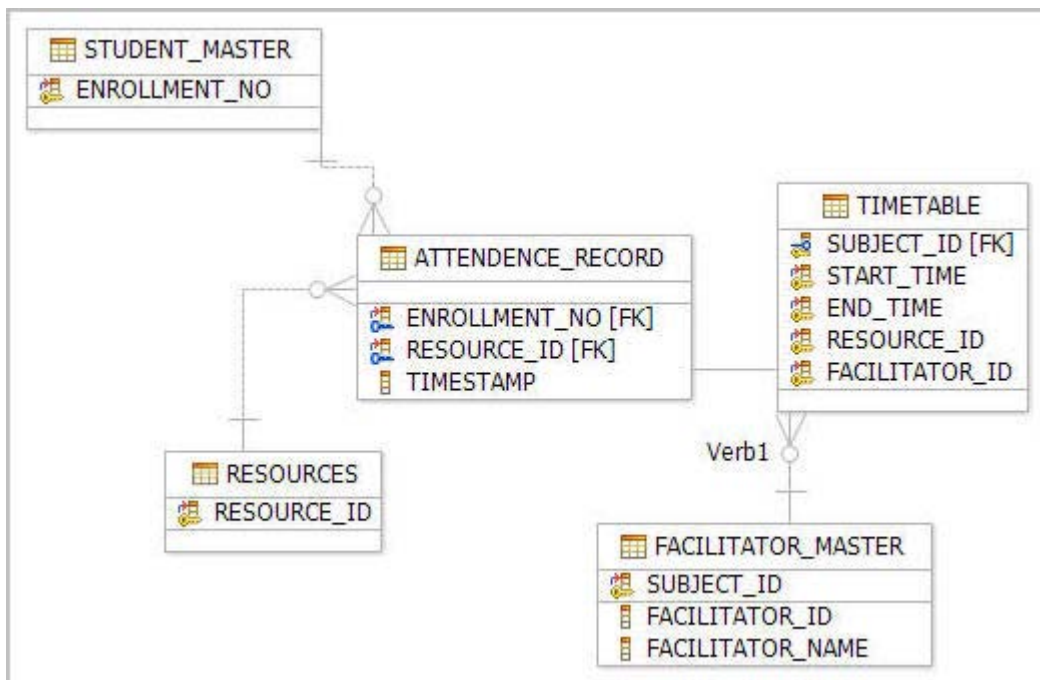 STUDENT_MASTER
ENROLLMENT_NO
ATTENDENCE_RECORD
ENROLLMENT_NO [FK]
RESOURCE_ID [FK]
TIMESTAMP
TIMETABLE
SUBJECT_ID [FK]
START_TIME
END_TIME
RESOURCE_ID
FACILITATOR_ID
Verb1
RESOURCES
RESOURCE_ID
FACILITATOR_MASTER
SUBJECT_ID
FACILITATOR_ID
FACILITATOR_NAME